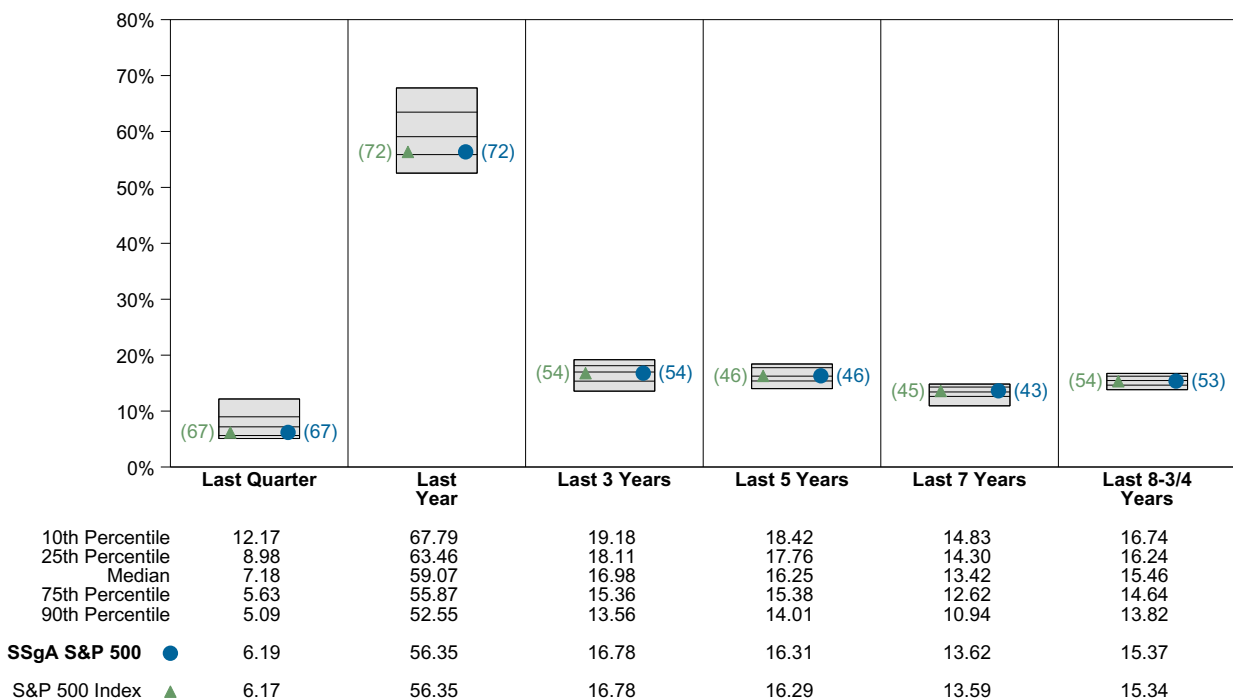 80%
70%
60%
50%
40%
30%
20%
10%
0%
(67) (67)
(72) (72)
(54) (54)
(46) (46)
(45) (43)
(54) (53)
Last Quarter Last Year Last 3 Years Last 5 Years Last 7 Years Last 8-3/4 Years
10th Percentile 12.17 67.79 19.18 18.42 14.83 16.74
25th Percentile 8.98 63.46 18.11 17.76 14.30 16.24
Median 7.18 59.07 16.98 16.25 13.42 15.46
75th Percentile 5.63 55.87 15.36 15.38 12.62 14.64
90th Percentile 5.09 52.55 13.56 14.01 10.94 13.82
SSgA S&P 500 6.19 56.35 16.78 16.31 13.62 15.37
S&P 500 Index 6.17 56.35 16.78 16.29 13.59 15.34